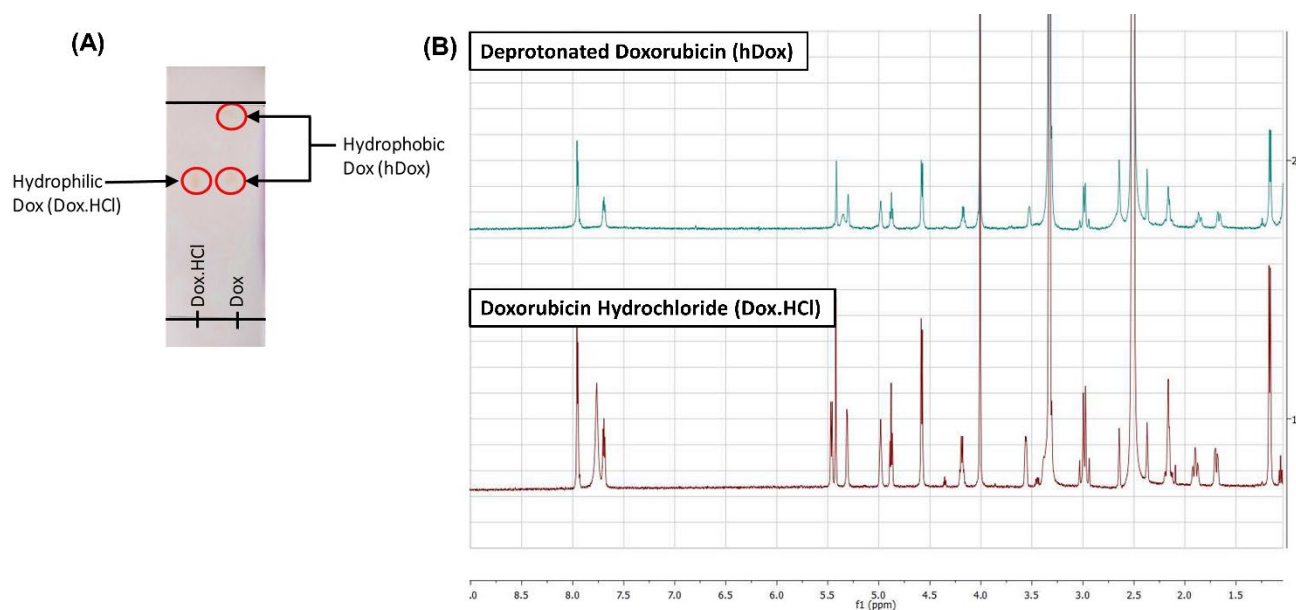 (A)
Hydrophilic
Dox (Dox.HCl)
Hydrophobic
Dox (hDox)
Dox.HCl
Dox
(B)
Deprotonated Doxorubicin (hDox)
2
Doxorubicin Hydrochloride (Dox.HCl)
1
.0 8.5 8.0 7.5 7.0 6.5 6.0 5.5 5.0 4.5 4.0 3.5 3.0 2.5 2.0 1.5
f1 (ppm)